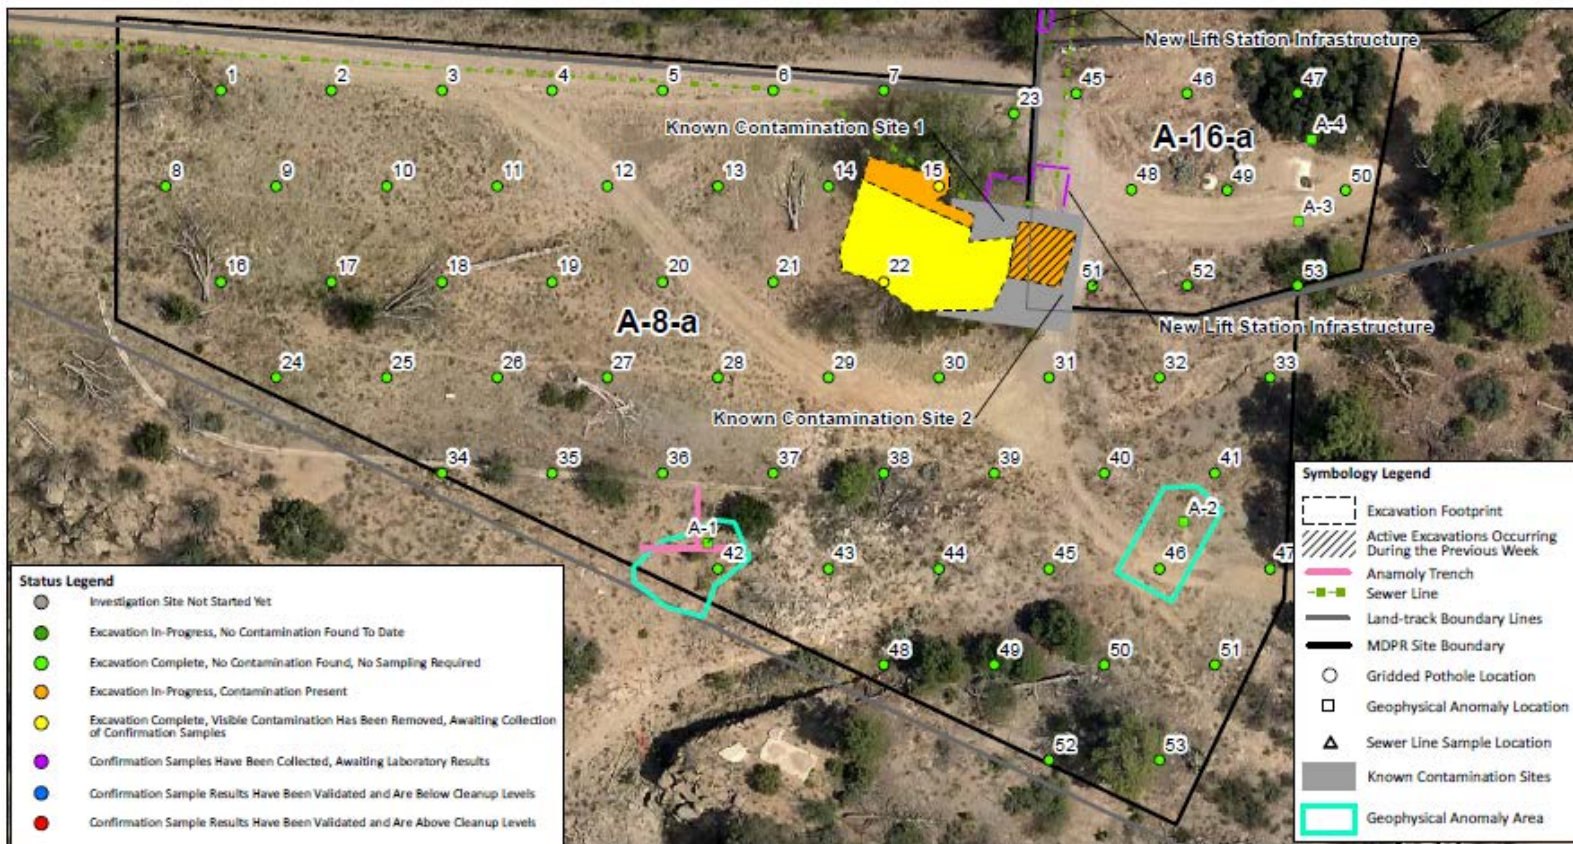 New Lift Station Infrastructure
1 2 3 4 5 6 7 23 45 46 47
Known Contamination Site 1
A-16-a
A-4
8 9 10 11 12 13 14 15 48 49 50
A-3
16 17 18 19 20 21 22 51 52 53
A-8-a
New Lift Station Infrastructure
24 25 26 27 28 29 30 31 32 33
Known Contamination Site 2
34 35 36 37 38 39 40 41
A-1
A-2
42 43 44 45 46 47
48 49 50 51
52 53
Status Legend
Investigation Site Not Started Yet
Excavation In-Progress, No Contamination Found To Date
Excavation Complete, No Contamination Found, No Sampling Required
Excavation In-Progress, Contamination Present
Excavation Complete, Visible Contamination Has Been Removed, Awaiting Collection
of Confirmation Samples
Confirmation Samples Have Been Collected, Awaiting Laboratory Results
Confirmation Sample Results Have Been Validated and Are Below Cleanup Levels
Confirmation Sample Results Have Been Validated and Are Above Cleanup Levels
Symbology Legend
Excavation Footprint
Active Excavations Occurring
During the Previous Week
Anamoly Trench
Sewer Line
Land-track Boundary Lines
MDPR Site Boundary
Gridded Pothole Location
Geophysical Anomaly Location
Sewer Line Sample Location
Known Contamination Sites
Geophysical Anomaly Area